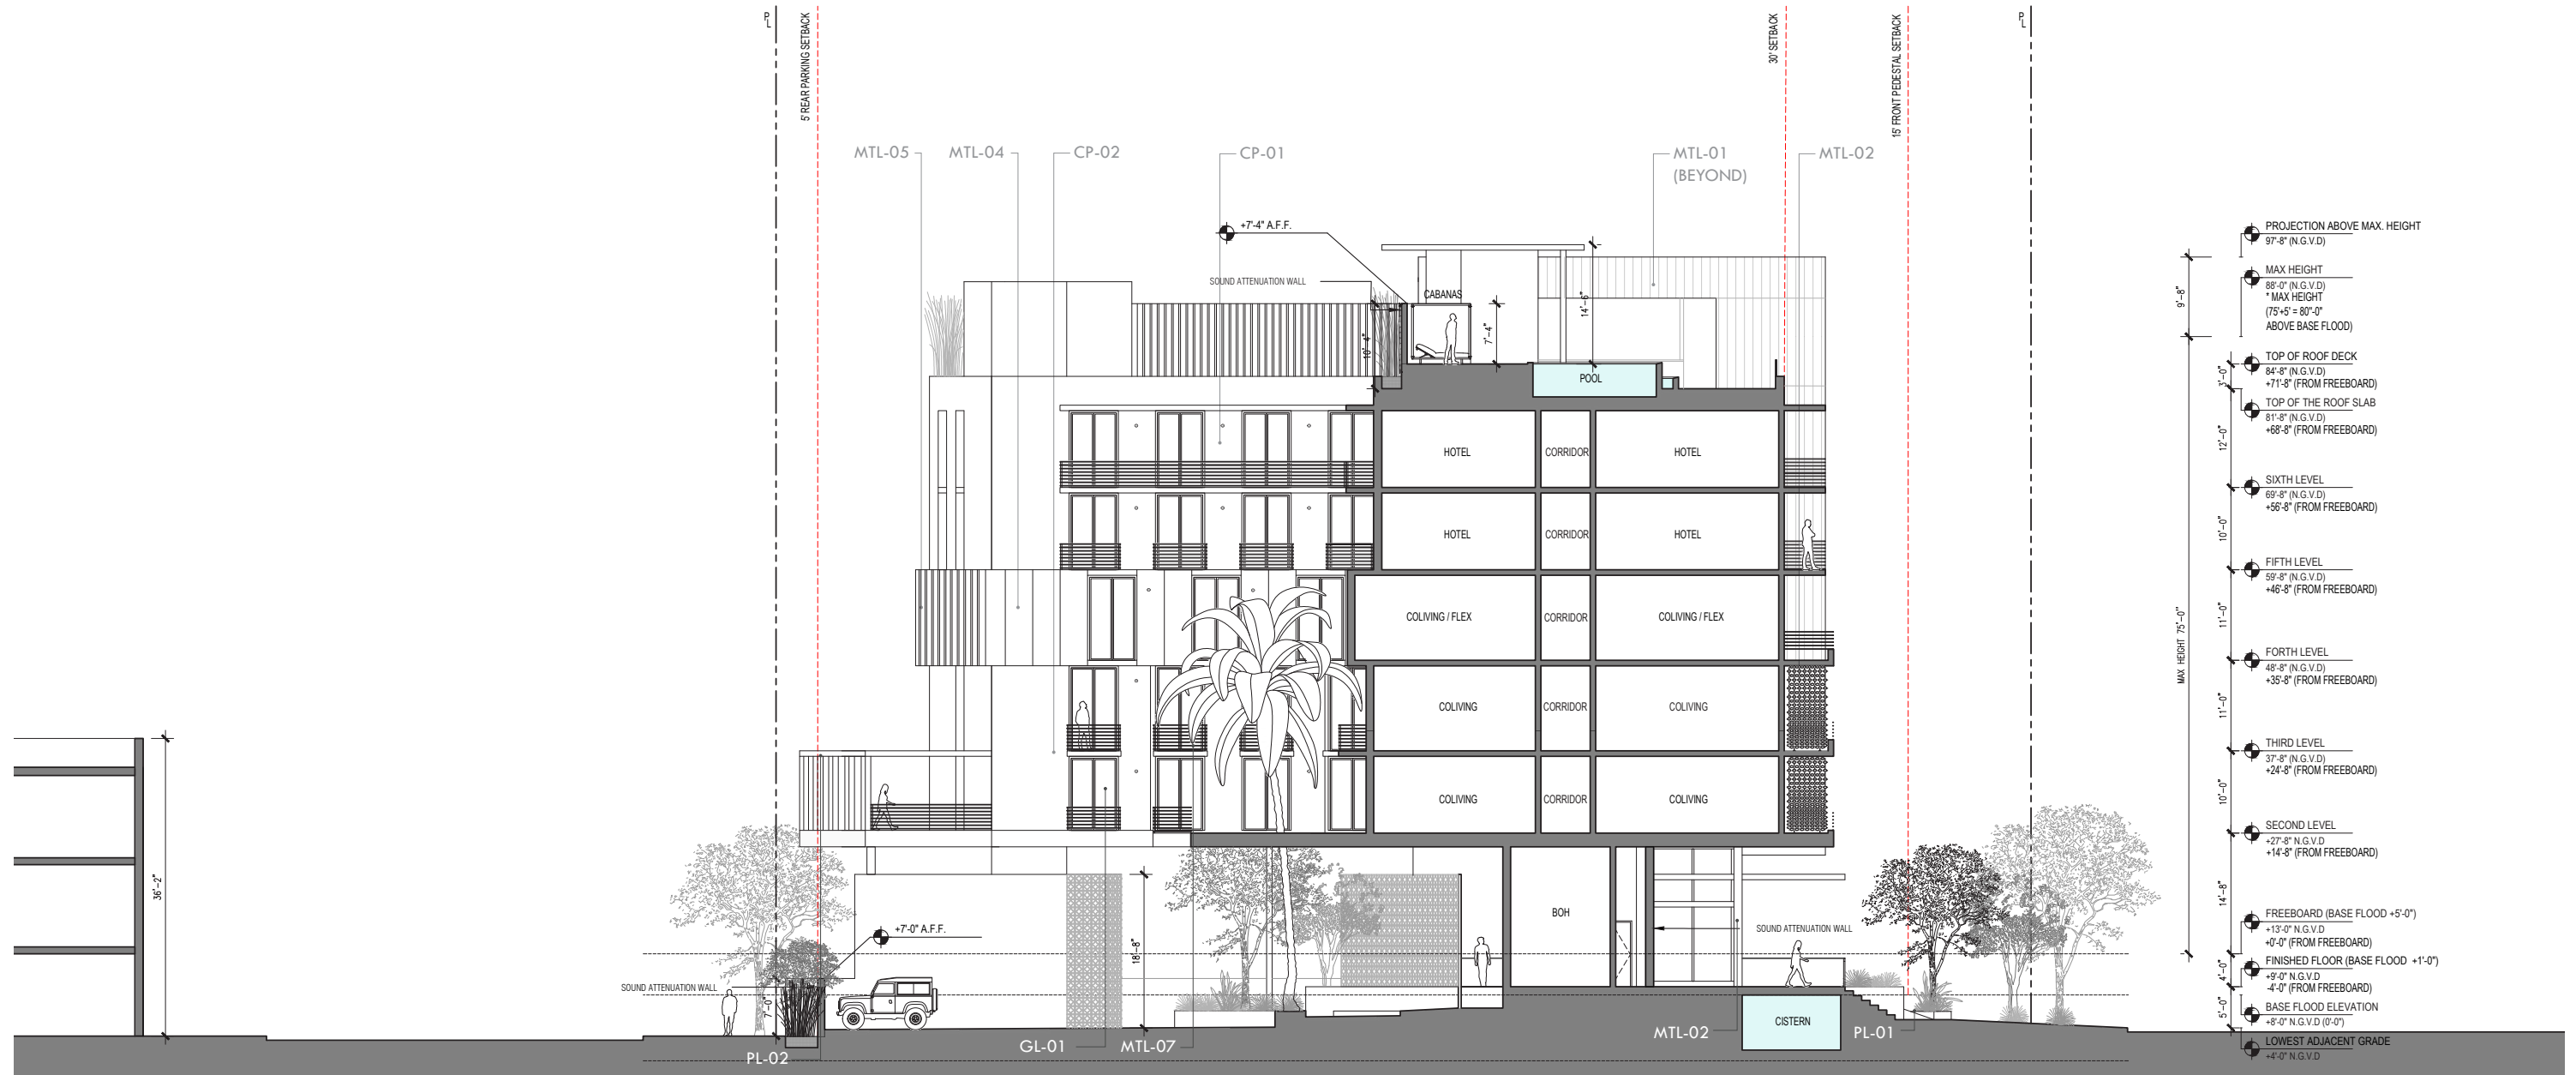 PL
5' REAR PARKING SETBACK
30' SETBACK
15' FRONT PEDESTAL SETBACK
PL
MTL-05
MTL-04
CP-02
CP-01
MTL-01
(BEYOND)
MTL-02
+7'-4" A.F.F.
SOUND ATTENUATION WALL
CABANAS
10'-4"
7'-4"
14'-6"
POOL
HOTEL
CORRIDOR
HOTEL
HOTEL
CORRIDOR
HOTEL
COLIVING / FLEX
CORRIDOR
COLIVING / FLEX
COLIVING
CORRIDOR
COLIVING
COLIVING
CORRIDOR
COLIVING
36'-2"
+7'-0" A.F.F.
18'-8"
BOH
SOUND ATTENUATION WALL
SOUND ATTENUATION WALL
7'-0"
CISTERN
PL-02
GL-01
MTL-07
MTL-02
PL-01
9'-8"
MAX HEIGHT 75'-0"
3'-0"
12'-0"
10'-0"
11'-0"
11'-0"
10'-0"
14'-8"
4'-0"
5'-0"
PROJECTION ABOVE MAX. HEIGHT
97'-8" (N.G.V.D)
MAX HEIGHT
88'-0" (N.G.V.D)
* MAX HEIGHT
(75'+5' = 80"-0"
ABOVE BASE FLOOD)
TOP OF ROOF DECK
84'-8" (N.G.V.D)
+71'-8" (FROM FREEBOARD)
TOP OF THE ROOF SLAB
81'-8" (N.G.V.D)
+68'-8" (FROM FREEBOARD)
SIXTH LEVEL
69'-8" (N.G.V.D)
+56'-8" (FROM FREEBOARD)
FIFTH LEVEL
59'-8" (N.G.V.D)
+46'-8" (FROM FREEBOARD)
FORTH LEVEL
48'-8" (N.G.V.D)
+35'-8" (FROM FREEBOARD)
THIRD LEVEL
37'-8" (N.G.V.D)
+24'-8" (FROM FREEBOARD)
SECOND LEVEL
+27'-8" N.G.V.D
+14'-8" (FROM FREEBOARD)
FREEBOARD (BASE FLOOD +5'-0")
+13'-0" N.G.V.D
+0'-0" (FROM FREEBOARD)
FINISHED FLOOR (BASE FLOOD +1'-0")
+9'-0" N.G.V.D
-4'-0" (FROM FREEBOARD)
BASE FLOOD ELEVATION
+8'-0" N.G.V.D (0'-0")
LOWEST ADJACENT GRADE
+4'-0" N.G.V.D